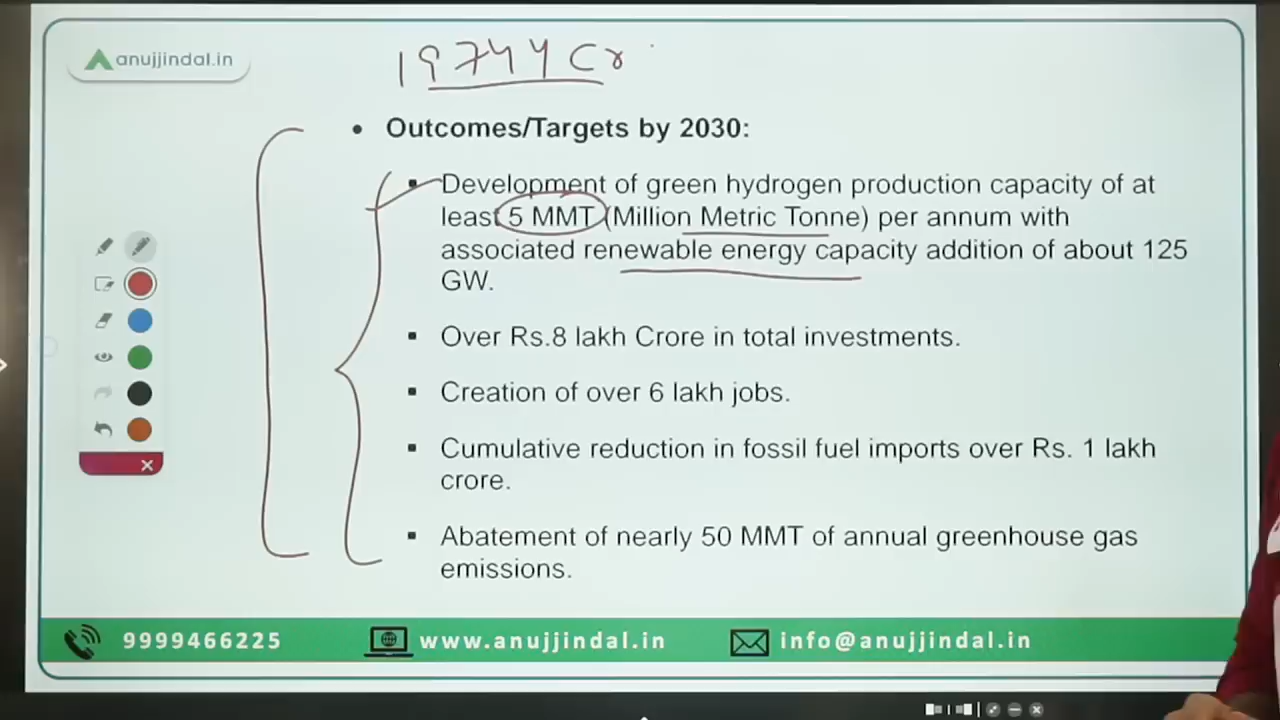 anujjindal.in
19744 Cr
• Outcomes/Targets by 2030:
▪ Development of green hydrogen production capacity of at
least 5 MMT (Million Metric Tonne) per annum with
associated renewable energy capacity addition of about 125
GW.
▪ Over Rs.8 lakh Crore in total investments.
▪ Creation of over 6 lakh jobs.
▪ Cumulative reduction in fossil fuel imports over Rs. 1 lakh
crore.
▪ Abatement of nearly 50 MMT of annual greenhouse gas
emissions.
9999466225 www.anujjindal.in info@anujjindal.in